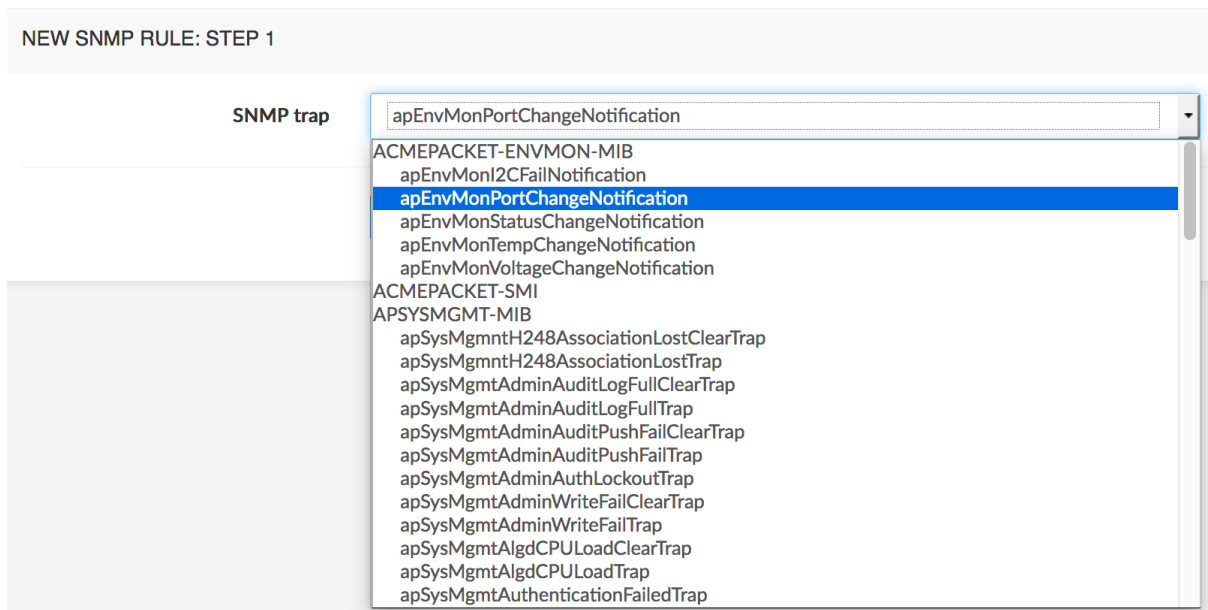 NEW SNMP RULE: STEP 1
SNMP trap
apEnvMonPortChangeNotification
ACMEPACKET-ENVMON-MIB
apEnvMonI2CFailNotification
apEnvMonPortChangeNotification
apEnvMonStatusChangeNotification
apEnvMonTempChangeNotification
apEnvMonVoltageChangeNotification
ACMEPACKET-SMI
APSYSMGMT-MIB
apSysMgmntH248AssociationLostClearTrap
apSysMgmntH248AssociationLostTrap
apSysMgmtAdminAuditLogFullClearTrap
apSysMgmtAdminAuditLogFullTrap
apSysMgmtAdminAuditPushFailClearTrap
apSysMgmtAdminAuditPushFailTrap
apSysMgmtAdminAuthLockoutTrap
apSysMgmtAdminWriteFailClearTrap
apSysMgmtAdminWriteFailTrap
apSysMgmtAlgdCPULoadClearTrap
apSysMgmtAlgdCPULoadTrap
apSysMgmtAuthenticationFailedTrap